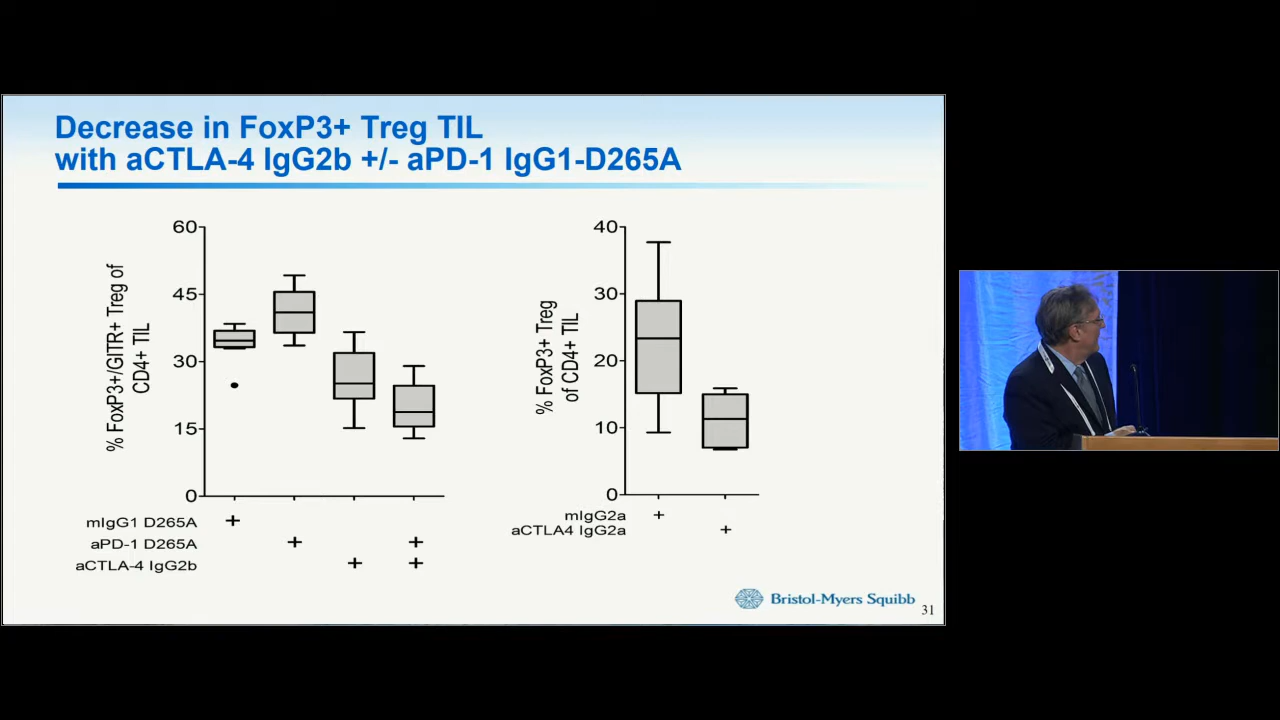 Decrease in FoxP3+ Treg TIL
with aCTLA-4 IgG2b +/- aPD-1 IgG1-D265A
% FoxP3+/GITR+ Treg of
CD4+ TIL
60
45
30
15
0
mIgG1 D265A +
aPD-1 D265A + +
aCTLA-4 IgG2b + +
% FoxP3+ Treg
of CD4+ TIL
40
30
20
10
0
mIgG2a +
aCTLA4 IgG2a +
Bristol-Myers Squibb
31